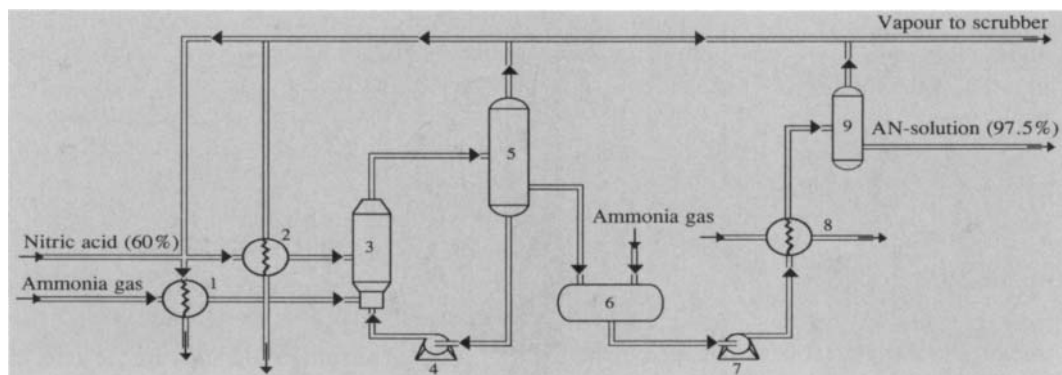 Vapour to scrubber
9
AN-solution (97.5%)
5
Ammonia gas
2
3
8
Nitric acid (60%)
Ammonia gas
1
6
4
7